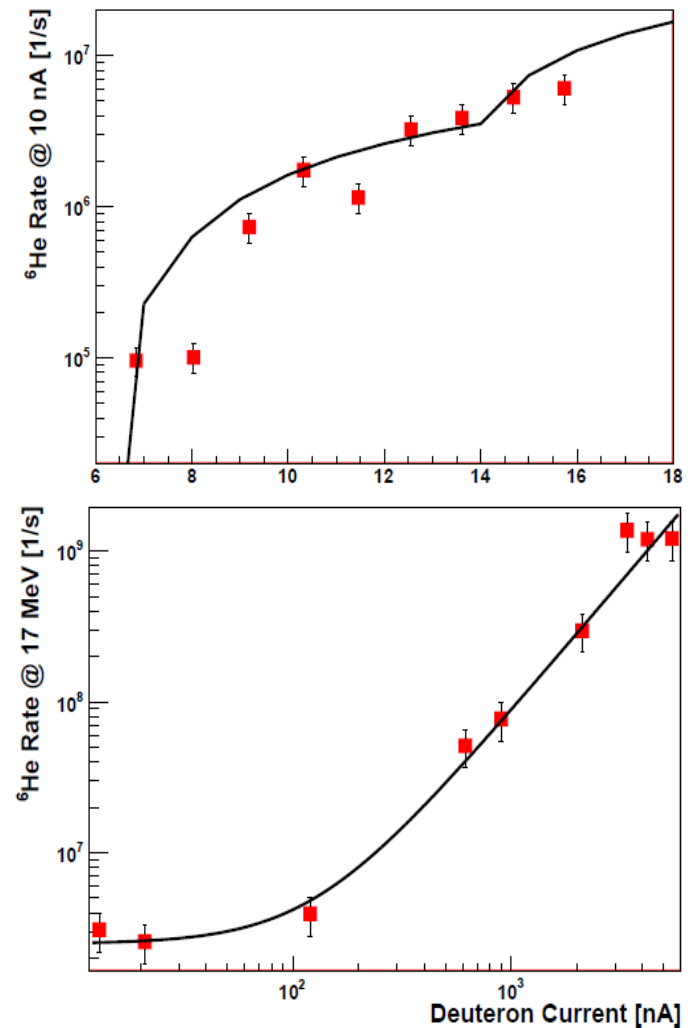 ⁶He Rate @ 10 nA [1/s]
10⁷
10⁶
10⁵
6 8 10 12 14 16 18
⁶He Rate @ 17 MeV [1/s]
10⁹
10⁸
10⁷
10² 10³
Deuteron Current [nA]